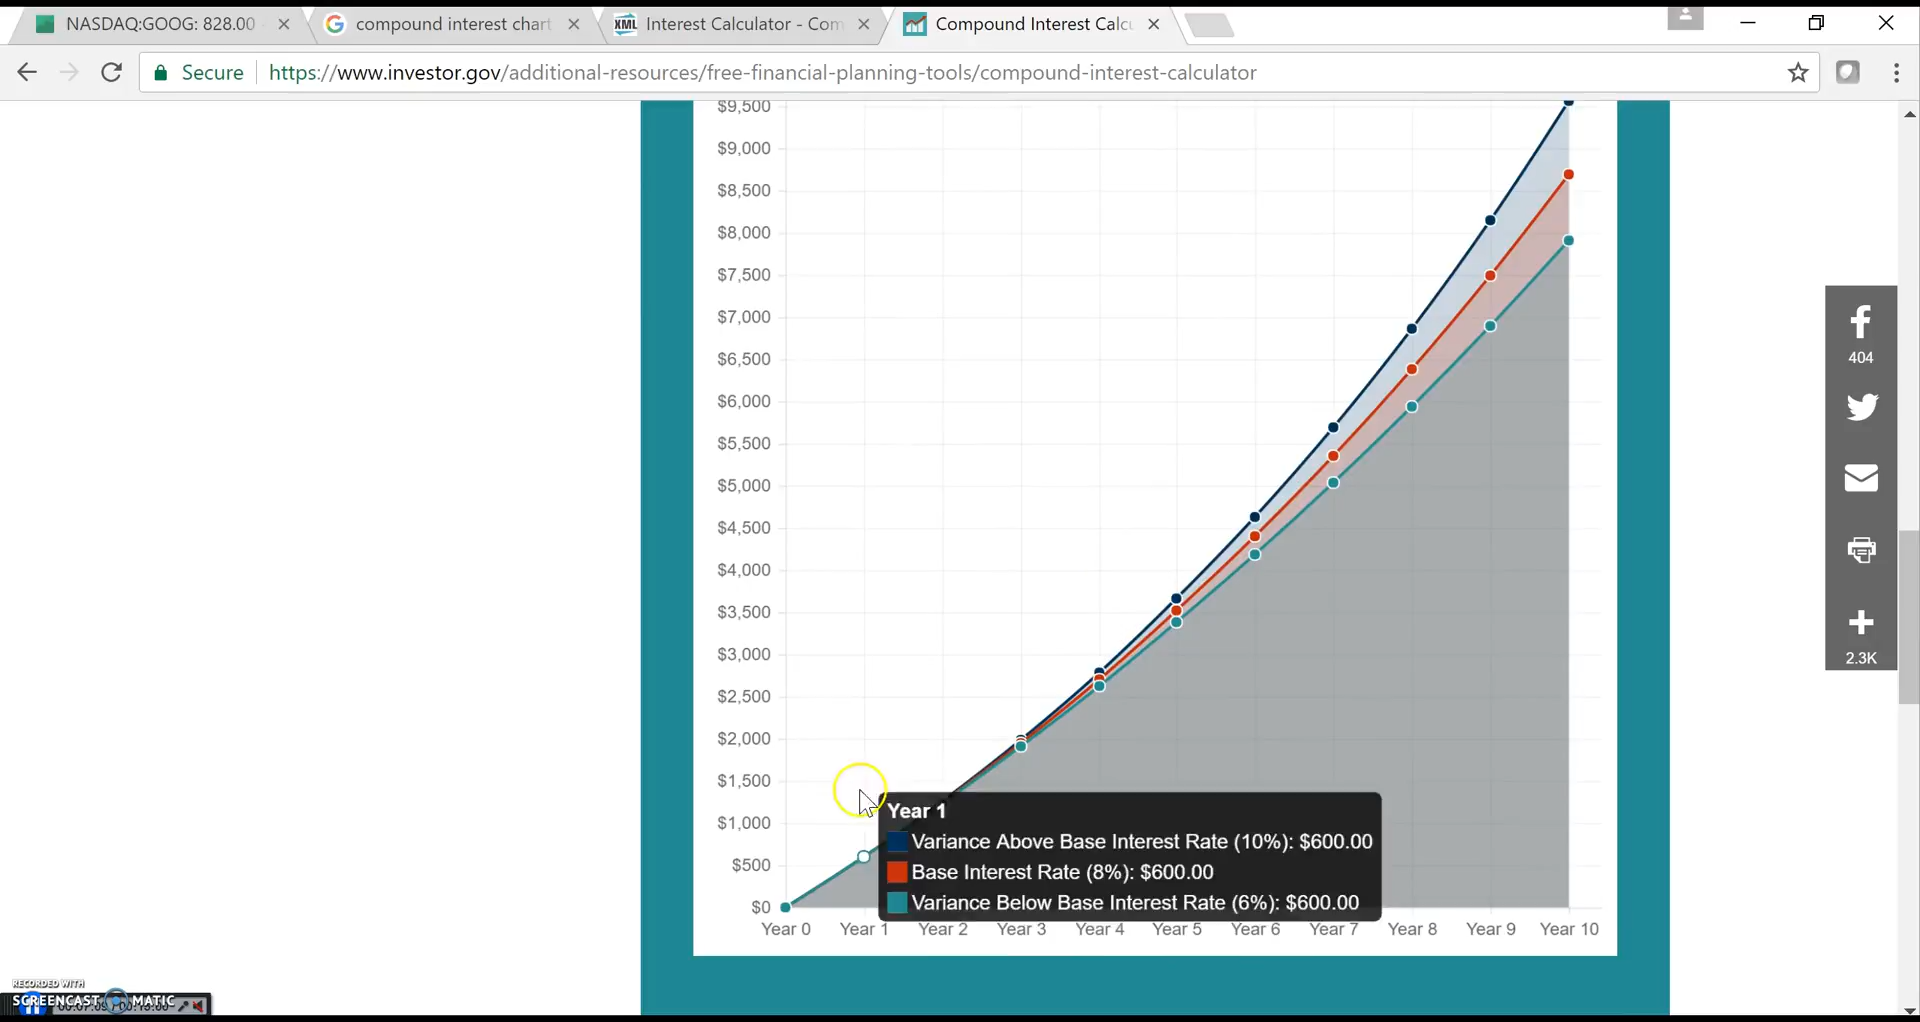 NASDAQ:GOOG: 828.00
compound interest chart
XML
Interest Calculator - Com
Compound Interest Calcu
Secure
https://www.investor.gov/additional-resources/free-financial-planning-tools/compound-interest-calculator
$9,500
$9,000
$8,500
$8,000
$7,500
$7,000
$6,500
$6,000
$5,500
$5,000
$4,500
$4,000
$3,500
$3,000
$2,500
$2,000
$1,500
$1,000
$500
$0
Year 1
Variance Above Base Interest Rate (10%): $600.00
Base Interest Rate (8%): $600.00
Variance Below Base Interest Rate (6%): $600.00
Year 0 Year 1 Year 2 Year 3 Year 4 Year 5 Year 6 Year 7 Year 8 Year 9 Year 10
404
2.3K
RECORDED WITH
SCREENCAST MATIC